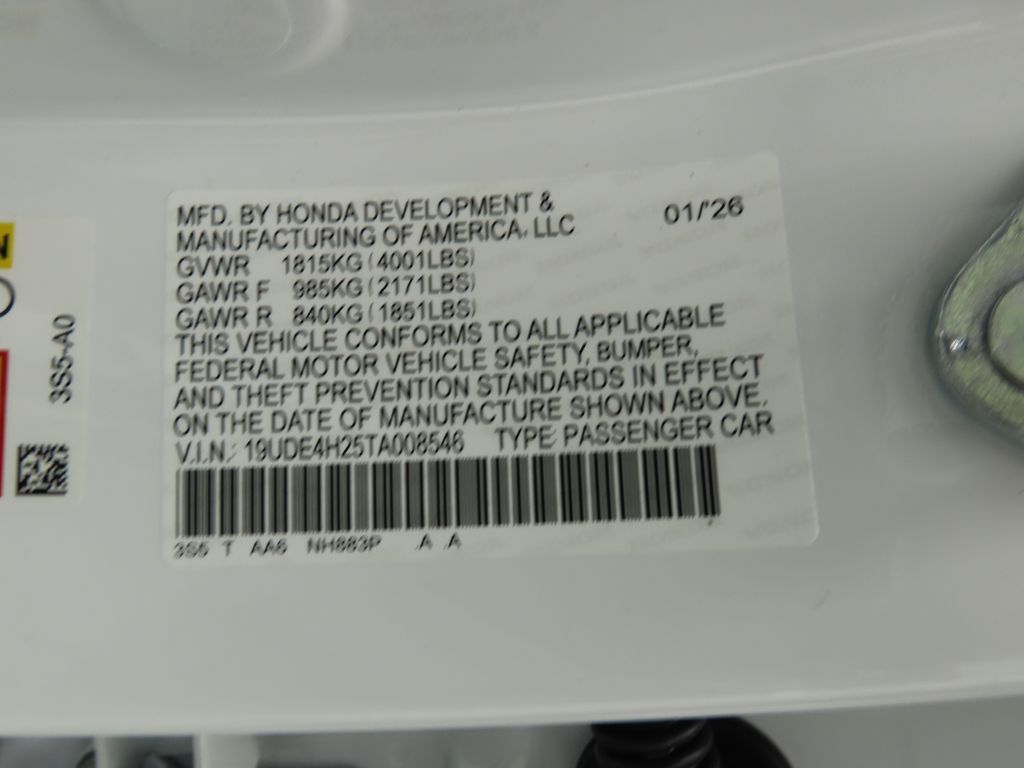 MFD. BY HONDA DEVELOPMENT &
MANUFACTURING OF AMERICA, LLC
01/'26
GVWR 1815KG (4001LBS)
GAWR F 985KG (2171LBS)
GAWR R 840KG (1851LBS)
THIS VEHICLE CONFORMS TO ALL APPLICABLE
FEDERAL MOTOR VEHICLE SAFETY, BUMPER,
AND THEFT PREVENTION STANDARDS IN EFFECT
ON THE DATE OF MANUFACTURE SHOWN ABOVE.
V.I.N.: 19UDE4H25TA008546 TYPE: PASSENGER CAR
3S5 T AA6 NH883P A A
3S5-A0
N